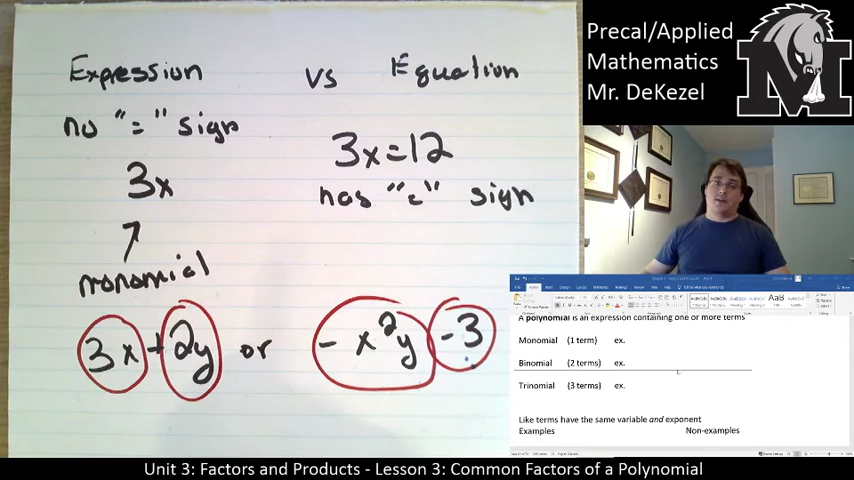 Expression vs Equation
no "=" sign
3x=12
3x
has "=" sign
monomial
3x+2y or -x²y-3
Precal/Applied
Mathematics
Mr. DeKezel
M
A polynomial is an expression containing one or more terms
Monomial (1 term) ex.
Binomial (2 terms) ex.
Trinomial (3 terms) ex.
Like terms have the same variable and exponent
Examples Non-examples
Unit 3: Factors and Products - Lesson 3: Common Factors of a Polynomial